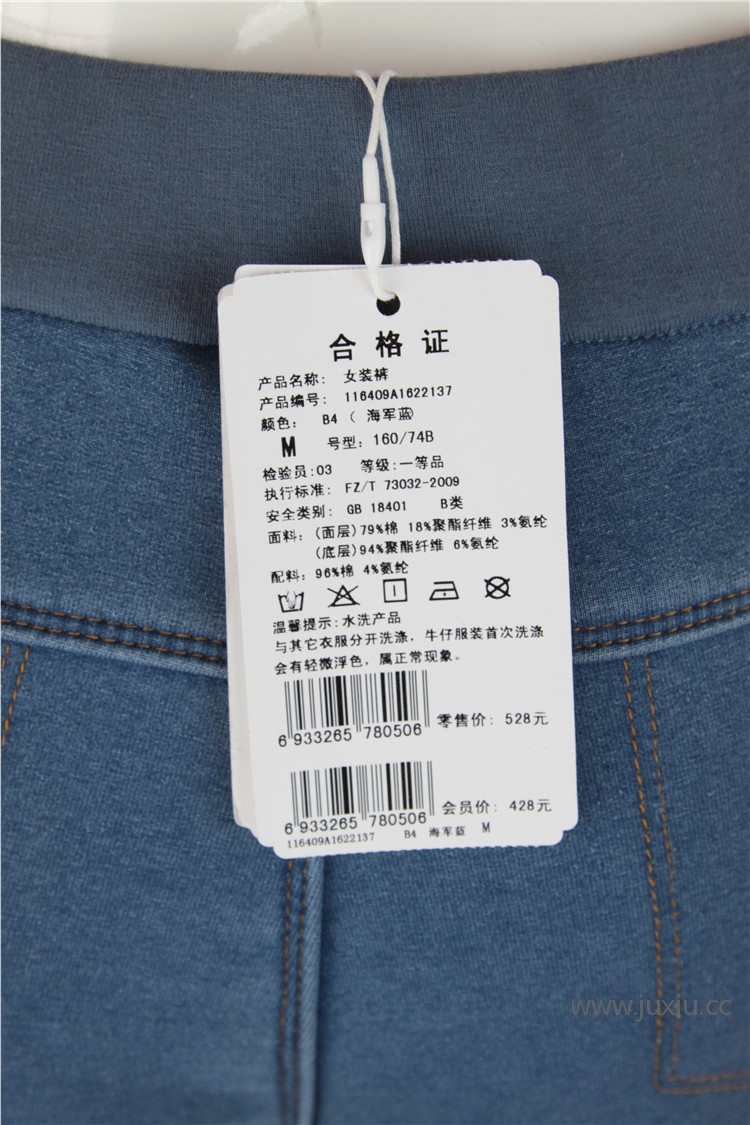 合格证
产品名称: 女装裤
产品编号: 116409A1622137
颜色: B4 ( 海军蓝)
M 号型: 160/74B
检验员:03 等级:一等品
执行标准: FZ/T 73032-2009
安全类别: GB 18401 B类
面料: (面层)79%棉 18%聚酯纤维 3%氨纶
(底层)94%聚酯纤维 6%氨纶
配料: 96%棉 4%氨纶
温馨提示:水洗产品
与其它衣服分开洗涤, 牛仔服装首次洗涤
会有轻微浮色, 属正常现象。
零售价: 528元
6 933265 780506
会员价: 428元
6 933265 780506
116409A1622137 B4 海军蓝 M
www.juxiu.cc